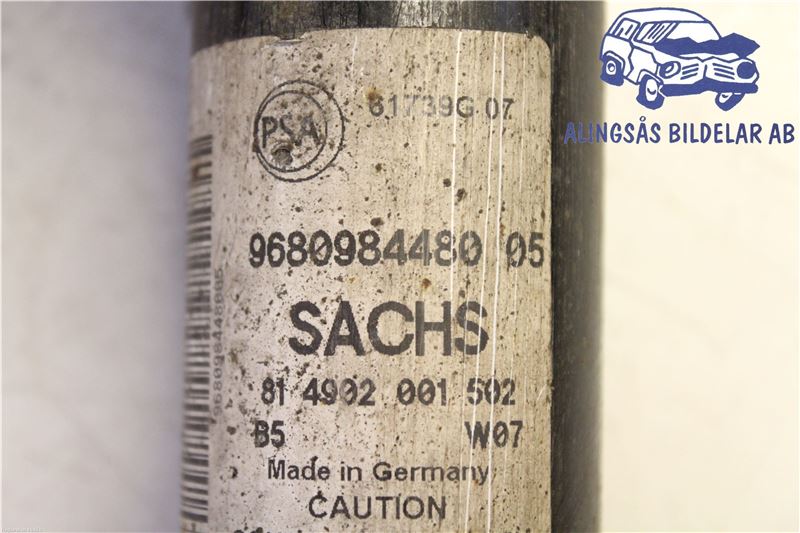 ALINGSÅS BILDELAR AB
PSA
61739G 07
9680984480 05
SACHS
81 4902 001 502
B5 W07
Made in Germany
CAUTION